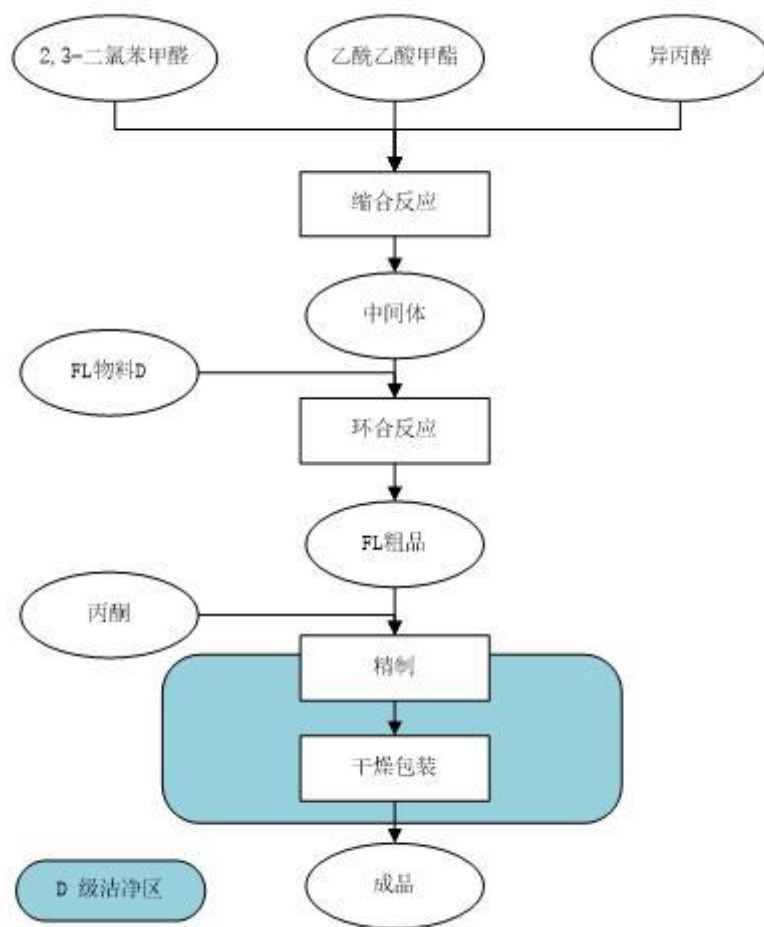 2,3-二氯苯甲醛
乙酰乙酸甲酯
异丙醇
缩合反应
中间体
FL物料D
环合反应
FL粗品
丙酮
精制
干燥包装
D 级洁净区
成品